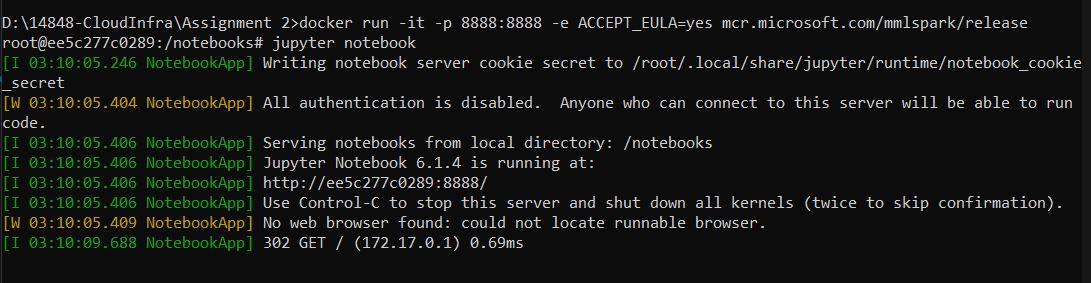 D:\14848-CloudInfra\Assignment 2>docker run -it -p 8888:8888 -e ACCEPT_EULA=yes mcr.microsoft.com/mmlspark/release
root@ee5c277c0289:/notebooks# jupyter notebook
[I 03:10:05.246 NotebookApp] Writing notebook server cookie secret to /root/.local/share/jupyter/runtime/notebook_cookie
_secret
[W 03:10:05.404 NotebookApp] All authentication is disabled.  Anyone who can connect to this server will be able to run
code.
[I 03:10:05.406 NotebookApp] Serving notebooks from local directory: /notebooks
[I 03:10:05.406 NotebookApp] Jupyter Notebook 6.1.4 is running at:
[I 03:10:05.406 NotebookApp] http://ee5c277c0289:8888/
[I 03:10:05.406 NotebookApp] Use Control-C to stop this server and shut down all kernels (twice to skip confirmation).
[W 03:10:05.409 NotebookApp] No web browser found: could not locate runnable browser.
[I 03:10:09.688 NotebookApp] 302 GET / (172.17.0.1) 0.69ms